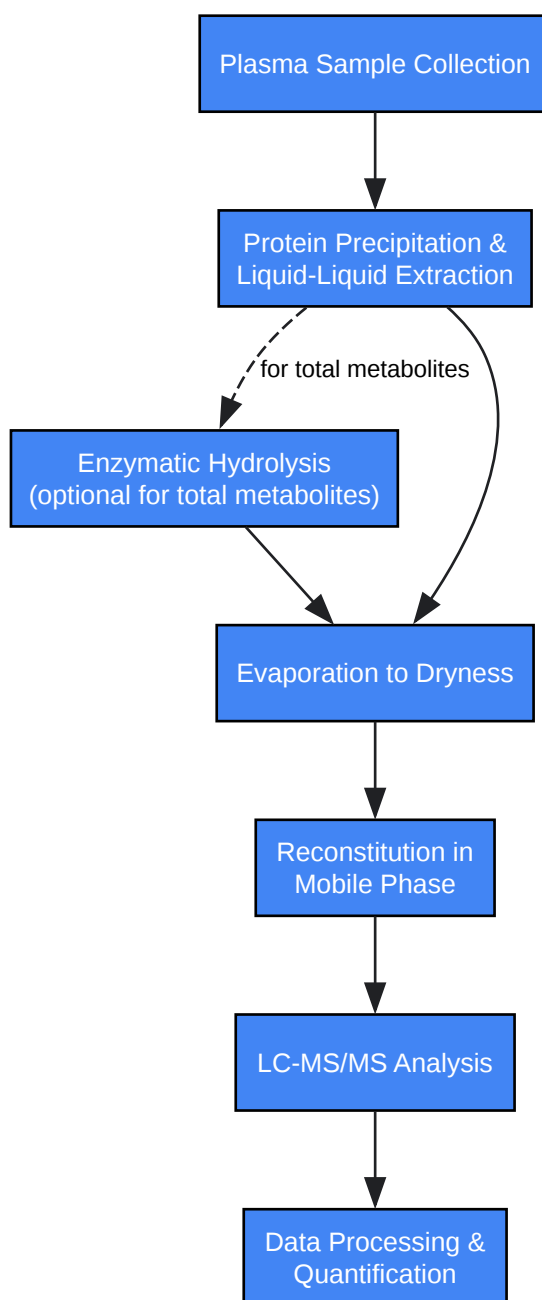 Plasma Sample Collection
Protein Precipitation &
Liquid-Liquid Extraction
for total metabolites
Enzymatic Hydrolysis
(optional for total metabolites)
Evaporation to Dryness
Reconstitution in
Mobile Phase
LC-MS/MS Analysis
Data Processing &
Quantification